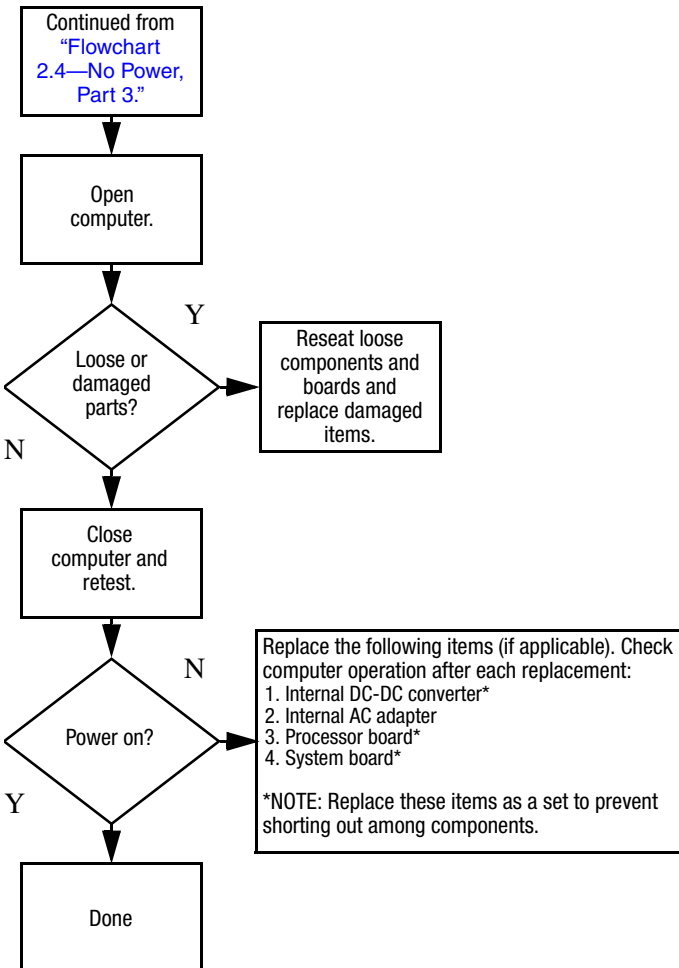 Continued from
“Flowchart
2.4—No Power,
Part 3.”
Open
computer.
Y
Loose or
damaged
parts?
Reseat loose
components and
boards and
replace damaged
items.
N
Close
computer and
retest.
N
Power on?
Replace the following items (if applicable). Check
computer operation after each replacement:
1. Internal DC-DC converter*
2. Internal AC adapter
3. Processor board*
4. System board*
*NOTE: Replace these items as a set to prevent
shorting out among components.
Y
Done